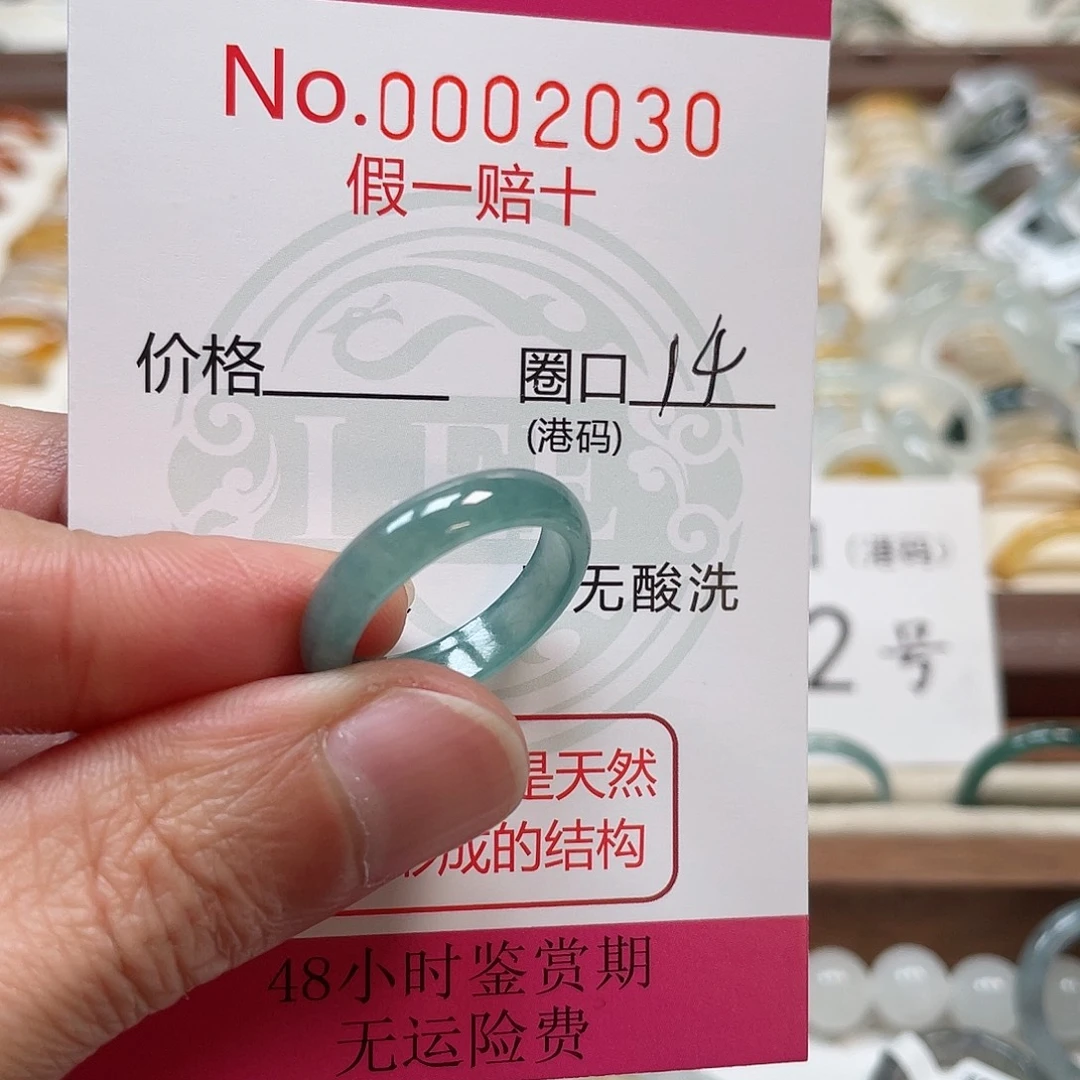 No.0002030
假一赔十
价格 圈口 14
(港码)
无酸洗
是天然
成的结构
48小时鉴赏期
无运险费
(港码)
2号